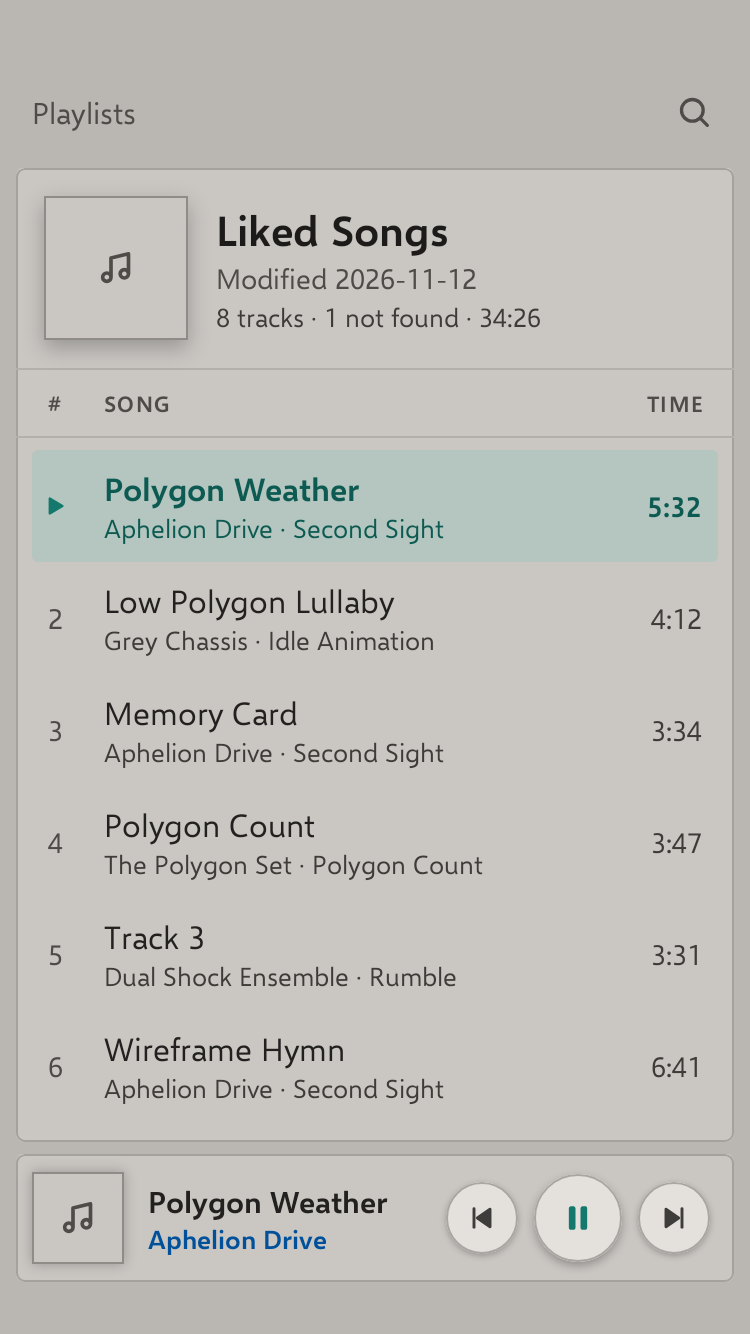 Playlists
Liked Songs
Modified 2026-11-12
8 tracks · 1 not found · 34:26
# SONG TIME
Polygon Weather
Aphelion Drive · Second Sight
5:32
2
Low Polygon Lullaby
Grey Chassis · Idle Animation
4:12
3
Memory Card
Aphelion Drive · Second Sight
3:34
4
Polygon Count
The Polygon Set · Polygon Count
3:47
5
Track 3
Dual Shock Ensemble · Rumble
3:31
6
Wireframe Hymn
Aphelion Drive · Second Sight
6:41
Polygon Weather
Aphelion Drive